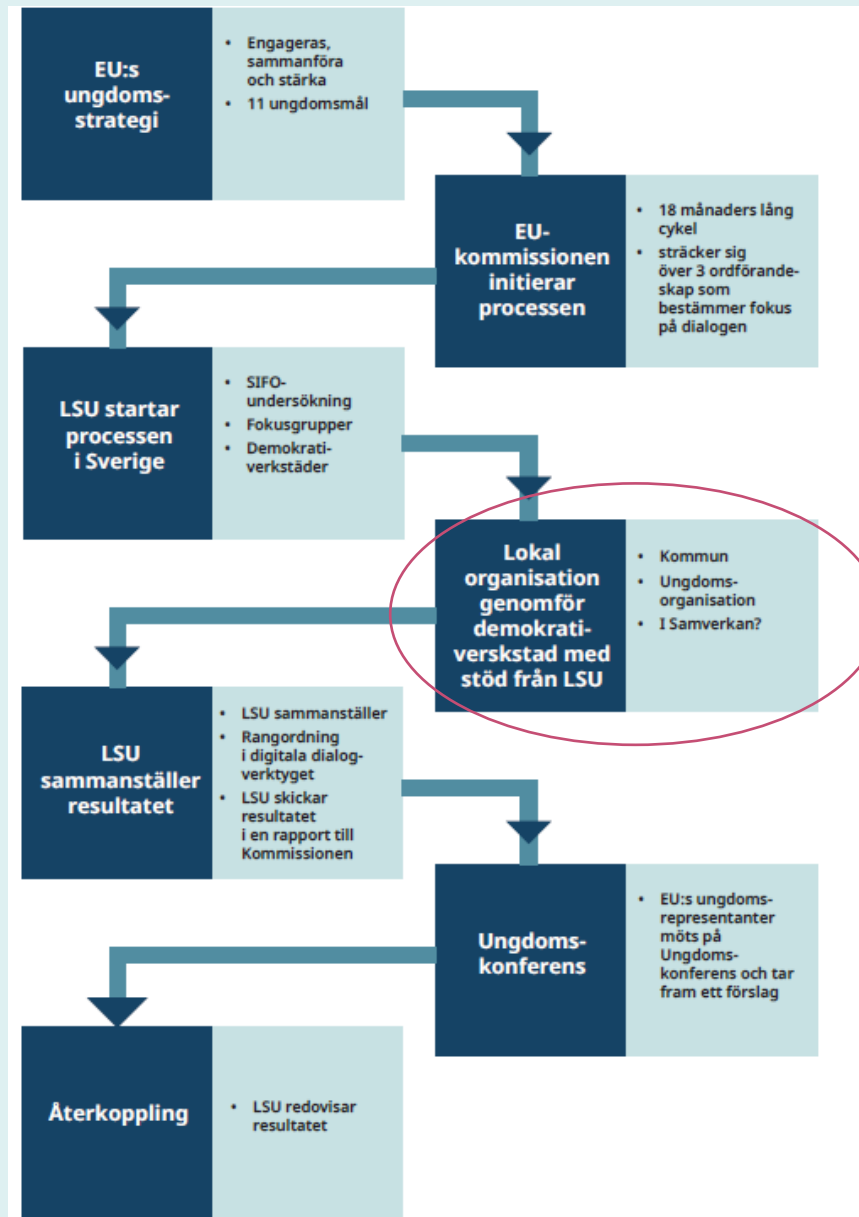 EU:s
ungdoms-
strategi
• Engageras,
sammanföra
och stärka
• 11 ungdomsmål
EU-
kommissionen
initierar
processen
• 18 månaders lång
cykel
• sträcker sig
över 3 ordförande-
skap som
bestämmer fokus
på dialogen
LSU startar
processen
i Sverige
• SIFO-
undersökning
• Fokusgrupper
• Demokrati-
verkstäder
Lokal
organisation
genomför
demokrati-
verskstad med
stöd från LSU
• Kommun
• Ungdoms-
organisation
• I Samverkan?
LSU
sammanställer
resultatet
• LSU sammanställer
• Rangordning
i digitala dialog-
verktyget
• LSU skickar
resultatet
i en rapport till
Kommissionen
Ungdoms-
konferens
• EU:s ungdoms-
representanter
möts på
Ungdoms-
konferens och tar
fram ett förslag
Återkoppling
• LSU redovisar
resultatet